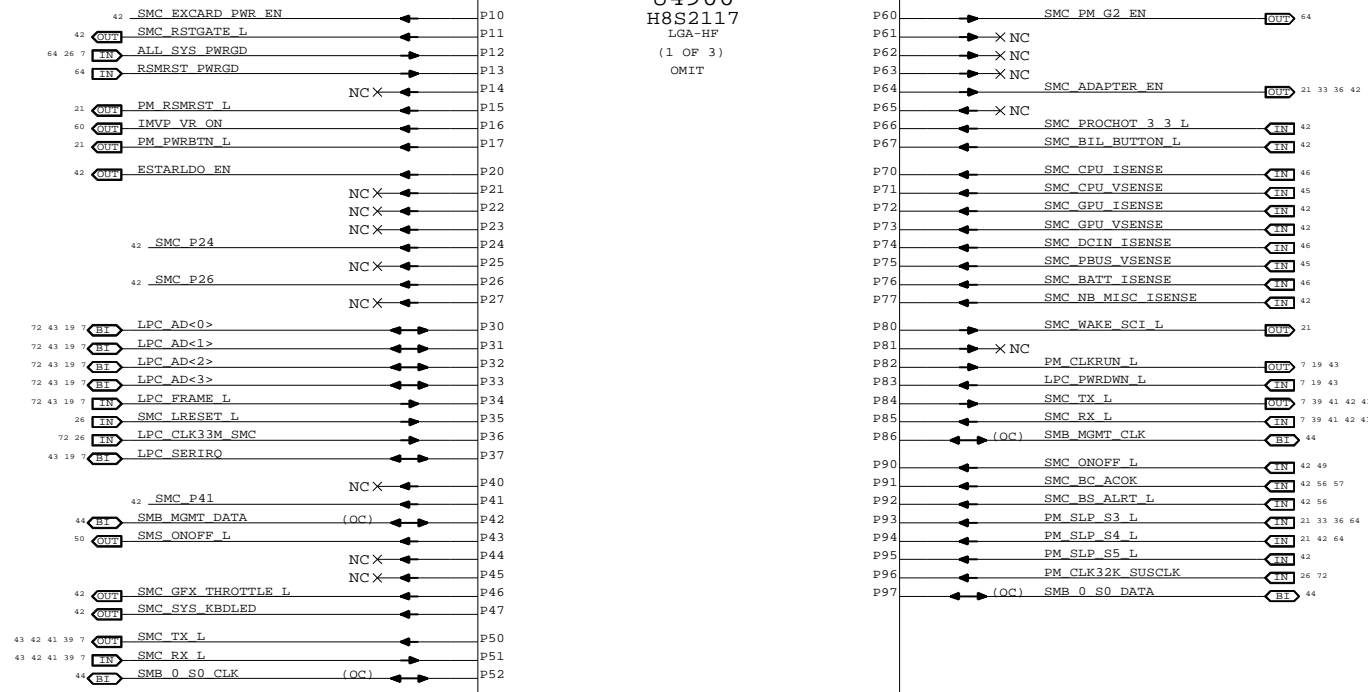 U4900
H8S2117
LGA-HF
(1 OF 3)
OMIT
42 SMC_EXCARD_PWR_EN P10
42 OUT SMC_RSTGATE_L P11
64 26 7 IN ALL_SYS_PWRGD P12
64 IN RSMRST_PWRGD P13
NC P14
21 OUT PM_RSMRST_L P15
60 OUT IMVP_VR_ON P16
21 OUT PM_PWRBTN_L P17
42 OUT ESTARLDO_EN P20
NC P21
NC P22
NC P23
42 SMC_P24 P24
NC P25
42 SMC_P26 P26
NC P27
72 43 19 7 BI LPC_AD<0> P30
72 43 19 7 BI LPC_AD<1> P31
72 43 19 7 BI LPC_AD<2> P32
72 43 19 7 BI LPC_AD<3> P33
72 43 19 7 IN LPC_FRAME_L P34
26 IN SMC_LRESET_L P35
72 26 IN LPC_CLK33M_SMC P36
43 19 7 BI LPC_SERIRQ P37
NC P40
42 SMC_P41 P41
44 BI SMB_MGMT_DATA (OC) P42
50 OUT SMS_ONOFF_L P43
NC P44
NC P45
42 OUT SMC_GFX_THROTTLE_L P46
42 OUT SMC_SYS_KBDLED P47
43 42 41 39 7 OUT SMC_TX_L P50
43 42 41 39 7 IN SMC_RX_L P51
44 BI SMB_0_S0_CLK (OC) P52
P60 SMC_PM_G2_EN OUT 64
P61 NC
P62 NC
P63 NC
P64 SMC_ADAPTER_EN OUT 21 33 36 42
P65 NC
P66 SMC_PROCHOT_3_3_L IN 42
P67 SMC_BIL_BUTTON_L IN 42
P70 SMC_CPU_ISENSE IN 46
P71 SMC_CPU_VSENSE IN 45
P72 SMC_GPU_ISENSE IN 42
P73 SMC_GPU_VSENSE IN 42
P74 SMC_DCIN_ISENSE IN 46
P75 SMC_PBUS_VSENSE IN 45
P76 SMC_BATT_ISENSE IN 46
P77 SMC_NB_MISC_ISENSE IN 42
P80 SMC_WAKE_SCI_L OUT 21
P81 NC
P82 PM_CLKRUN_L OUT 7 19 43
P83 LPC_PWRDWN_L IN 7 19 43
P84 SMC_TX_L OUT 7 39 41 42
P85 SMC_RX_L IN 7 39 41 42
P86 (OC) SMB_MGMT_CLK BI 44
P90 SMC_ONOFF_L IN 42 49
P91 SMC_BC_ACOK IN 42 56 57
P92 SMC_BS_ALRT_L IN 42 56
P93 PM_SLP_S3_L IN 21 33 36 64
P94 PM_SLP_S4_L IN 21 42 64
P95 PM_SLP_S5_L IN 42
P96 PM_CLK32K_SUSCLK IN 26 72
P97 (OC) SMB_0_S0_DATA BI 44